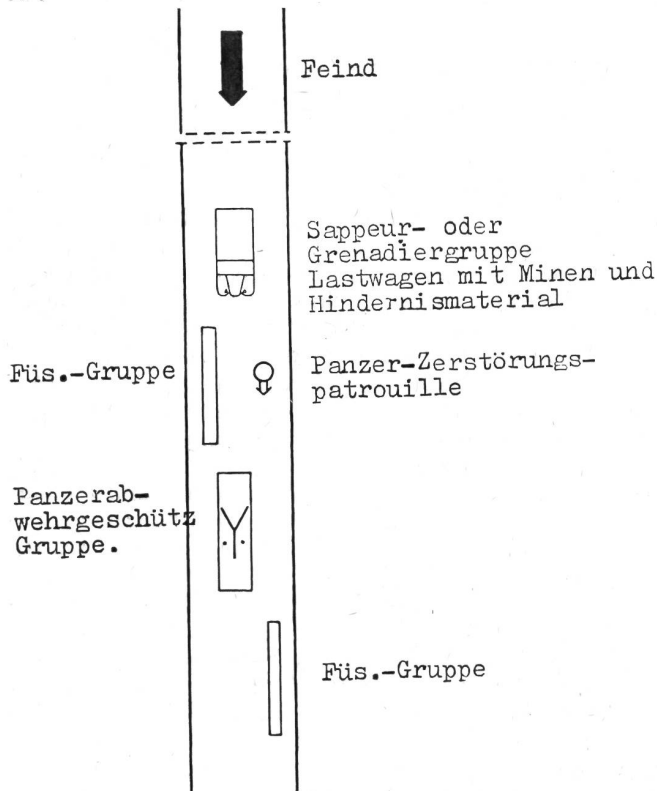 Feind
Sappeur- oder
Grenadiergruppe
Lastwagen mit Minen und
Hindernismaterial
Füs.-Gruppe
Panzer-Zerstörungs-
patrouille
Panzerab-
wehrgeschütz
Gruppe.
Füs.-Gruppe